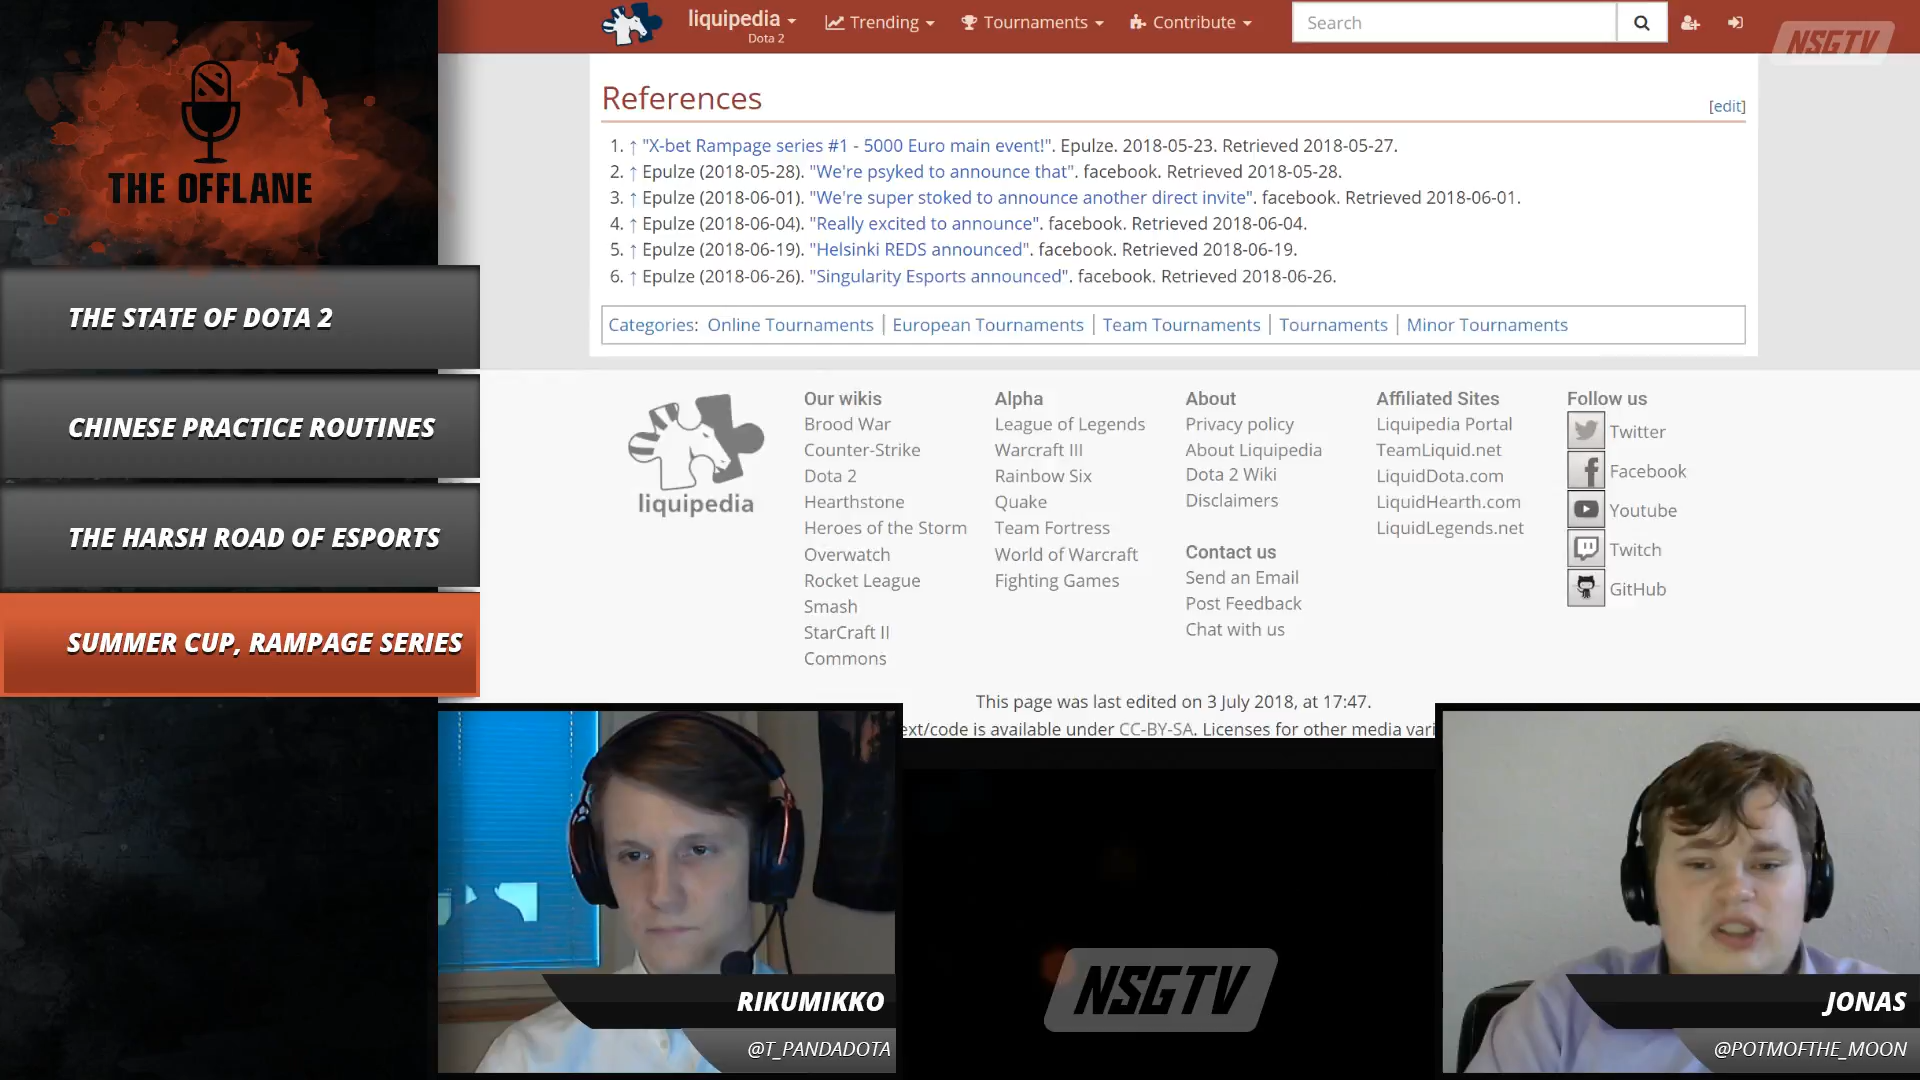 THE OFFLANE
THE STATE OF DOTA 2
CHINESE PRACTICE ROUTINES
THE HARSH ROAD OF ESPORTS
SUMMER CUP, RAMPAGE SERIES
liquipedia
Dota 2
Trending
Tournaments
Contribute
Search
NSGTV
References
[edit]
1. ↑ "X-bet Rampage series #1 - 5000 Euro main event!". Epulze. 2018-05-23. Retrieved 2018-05-27.
2. ↑ Epulze (2018-05-28). "We're psyked to announce that". facebook. Retrieved 2018-05-28.
3. ↑ Epulze (2018-06-01). "We're super stoked to announce another direct invite". facebook. Retrieved 2018-06-01.
4. ↑ Epulze (2018-06-04). "Really excited to announce". facebook. Retrieved 2018-06-04.
5. ↑ Epulze (2018-06-19). "Helsinki REDS announced". facebook. Retrieved 2018-06-19.
6. ↑ Epulze (2018-06-26). "Singularity Esports announced". facebook. Retrieved 2018-06-26.
Categories: Online Tournaments | European Tournaments | Team Tournaments | Tournaments | Minor Tournaments
liquipedia
Our wikis
Brood War
Counter-Strike
Dota 2
Hearthstone
Heroes of the Storm
Overwatch
Rocket League
Smash
StarCraft II
Commons
Alpha
League of Legends
Warcraft III
Rainbow Six
Quake
Team Fortress
World of Warcraft
Fighting Games
About
Privacy policy
About Liquipedia
Dota 2 Wiki
Disclaimers
Contact us
Send an Email
Post Feedback
Chat with us
Affiliated Sites
Liquipedia Portal
TeamLiquid.net
LiquidDota.com
LiquidHearth.com
LiquidLegends.net
Follow us
Twitter
Facebook
Youtube
Twitch
GitHub
This page was last edited on 3 July 2018, at 17:47.
ext/code is available under CC-BY-SA. Licenses for other media vari
RIKUMIKKO
@T_PANDADOTA
NSGTV
JONAS
@POTMOFTHE_MOON